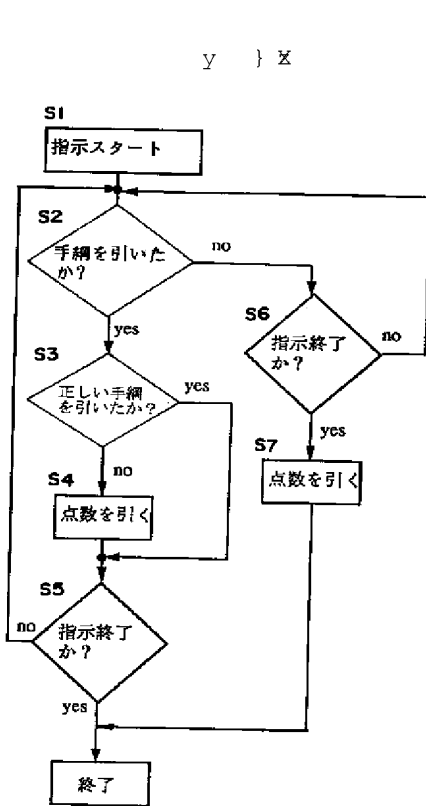 y } ※
S1
指示スタート
S2
手綱を引いた
か?
no
yes
S6
指示終了
か?
no
yes
S3
正しい手綱
を引いたか?
yes
no
S7
点数を引く
S4
点数を引く
S5
指示終了
か?
no
yes
終了